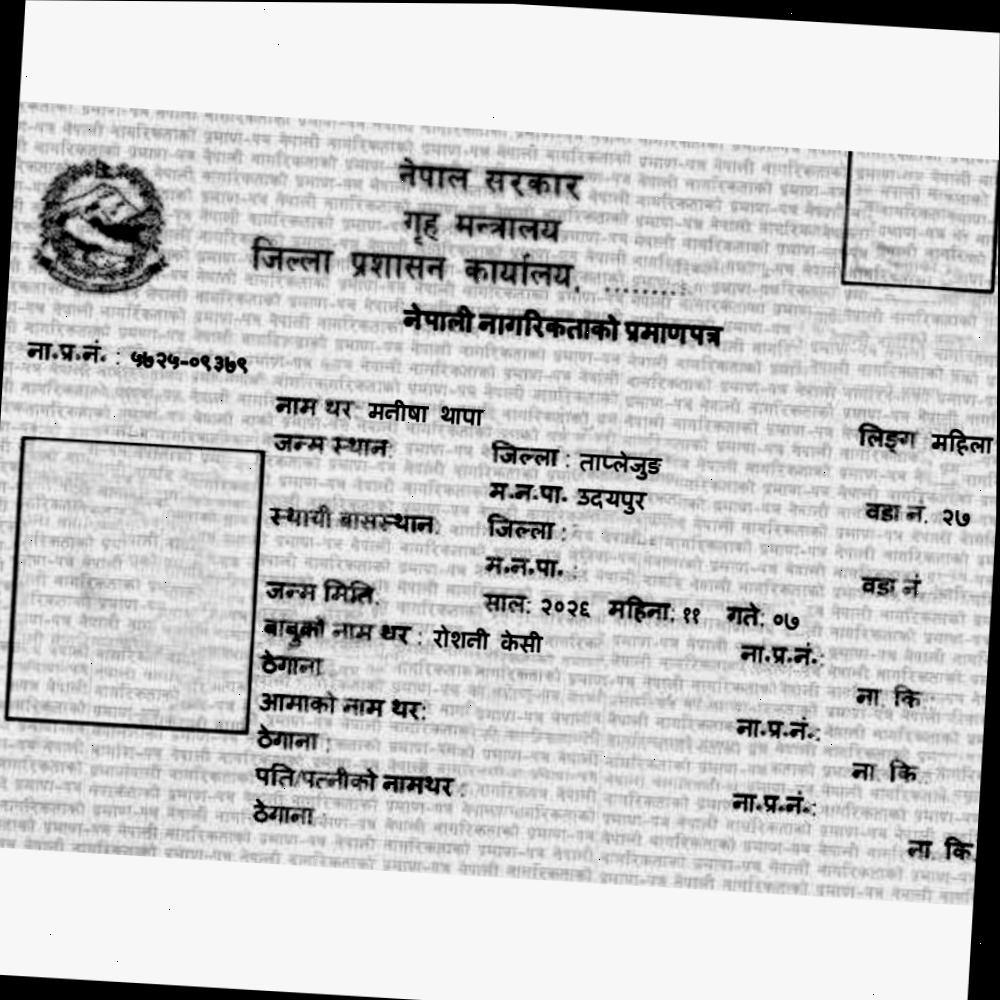 नेपाल सरकार
गृह मन्त्रालय
जिल्ला प्रशासन कार्यालय, .........
नेपाली नागरिकताको प्रमाणपत्र
ना.प्र.नं. : ५७२५-०९३७९
नाम थर: मनीषा थापा लिङ्ग महिला
जन्म स्थान: जिल्ला : ताप्लेजुङ
म.न.पा. उदयपुर वडा नं. २७
स्थायी बासस्थान: जिल्ला :
म.न.पा. : वडा नं
जन्म मिति: साल: २०२६ महिना: ११ गते: ०७
बाबुको नाम थर : रोशनी केसी ना.प्र.नं.:
ठेगाना ना. कि :
आमाको नाम थर: ना.प्र.नं.:
ठेगाना : ना. कि :
पति/पत्नीको नामथर : ना.प्र.नं.:
ठेगाना : ना. कि